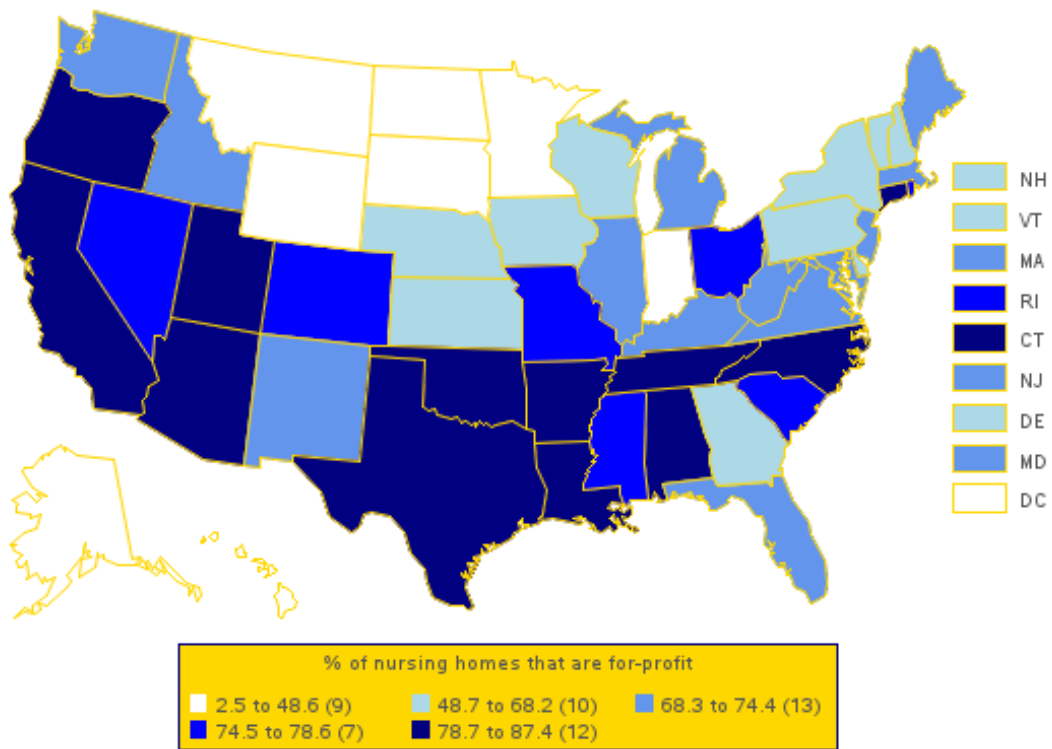 NH
VT
MA
RI
CT
NJ
DE
MD
DC
% of nursing homes that are for-profit
2.5 to 48.6 (9) 48.7 to 68.2 (10) 68.3 to 74.4 (13)
74.5 to 78.6 (7) 78.7 to 87.4 (12)